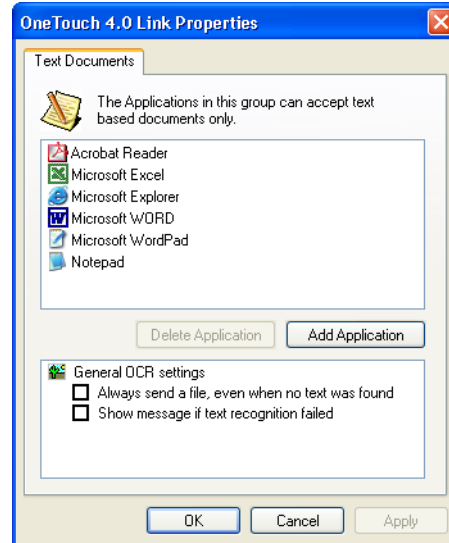 OneTouch 4.0 Link Properties
Text Documents
The Applications in this group can accept text
based documents only.
Acrobat Reader
Microsoft Excel
Microsoft Explorer
Microsoft WORD
Microsoft WordPad
Notepad
Delete Application
Add Application
General OCR settings
Always send a file, even when no text was found
Show message if text recognition failed
OK
Cancel
Apply